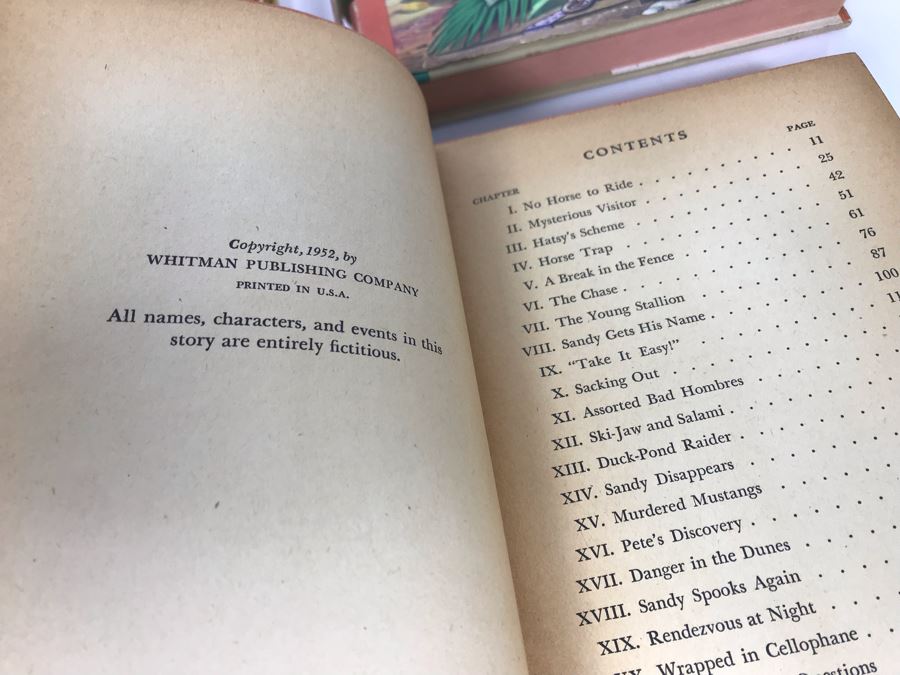 Copyright, 1952, by
WHITMAN PUBLISHING COMPANY
PRINTED IN U.S.A.
All names, characters, and events in this
story are entirely fictitious.
CONTENTS
CHAPTER PAGE
I. No Horse to Ride . . . . . . . . . 11
II. Mysterious Visitor . . . . . . . . . 25
III. Hatsy's Scheme . . . . . . . . . 42
IV. Horse Trap . . . . . . . . . 51
V. A Break in the Fence . . . . . . . . . 61
VI. The Chase . . . . . . . . . 76
VII. The Young Stallion . . . . . . . . . 87
VIII. Sandy Gets His Name . . . . . . . . . 100
IX. "Take It Easy!" . . . . . . . . .
X. Sacking Out . . . . . . . . .
XI. Assorted Bad Hombres . . . . . . .
XII. Ski-Jaw and Salami . . . . . . .
XIII. Duck-Pond Raider . . . . . . .
XIV. Sandy Disappears . . . . . . .
XV. Murdered Mustangs . . . . . .
XVI. Pete's Discovery . . . . . .
XVII. Danger in the Dunes . . . . .
XVIII. Sandy Spooks Again . . . .
XIX. Rendezvous at Night . . . .
Wrapped in Cellophane . .